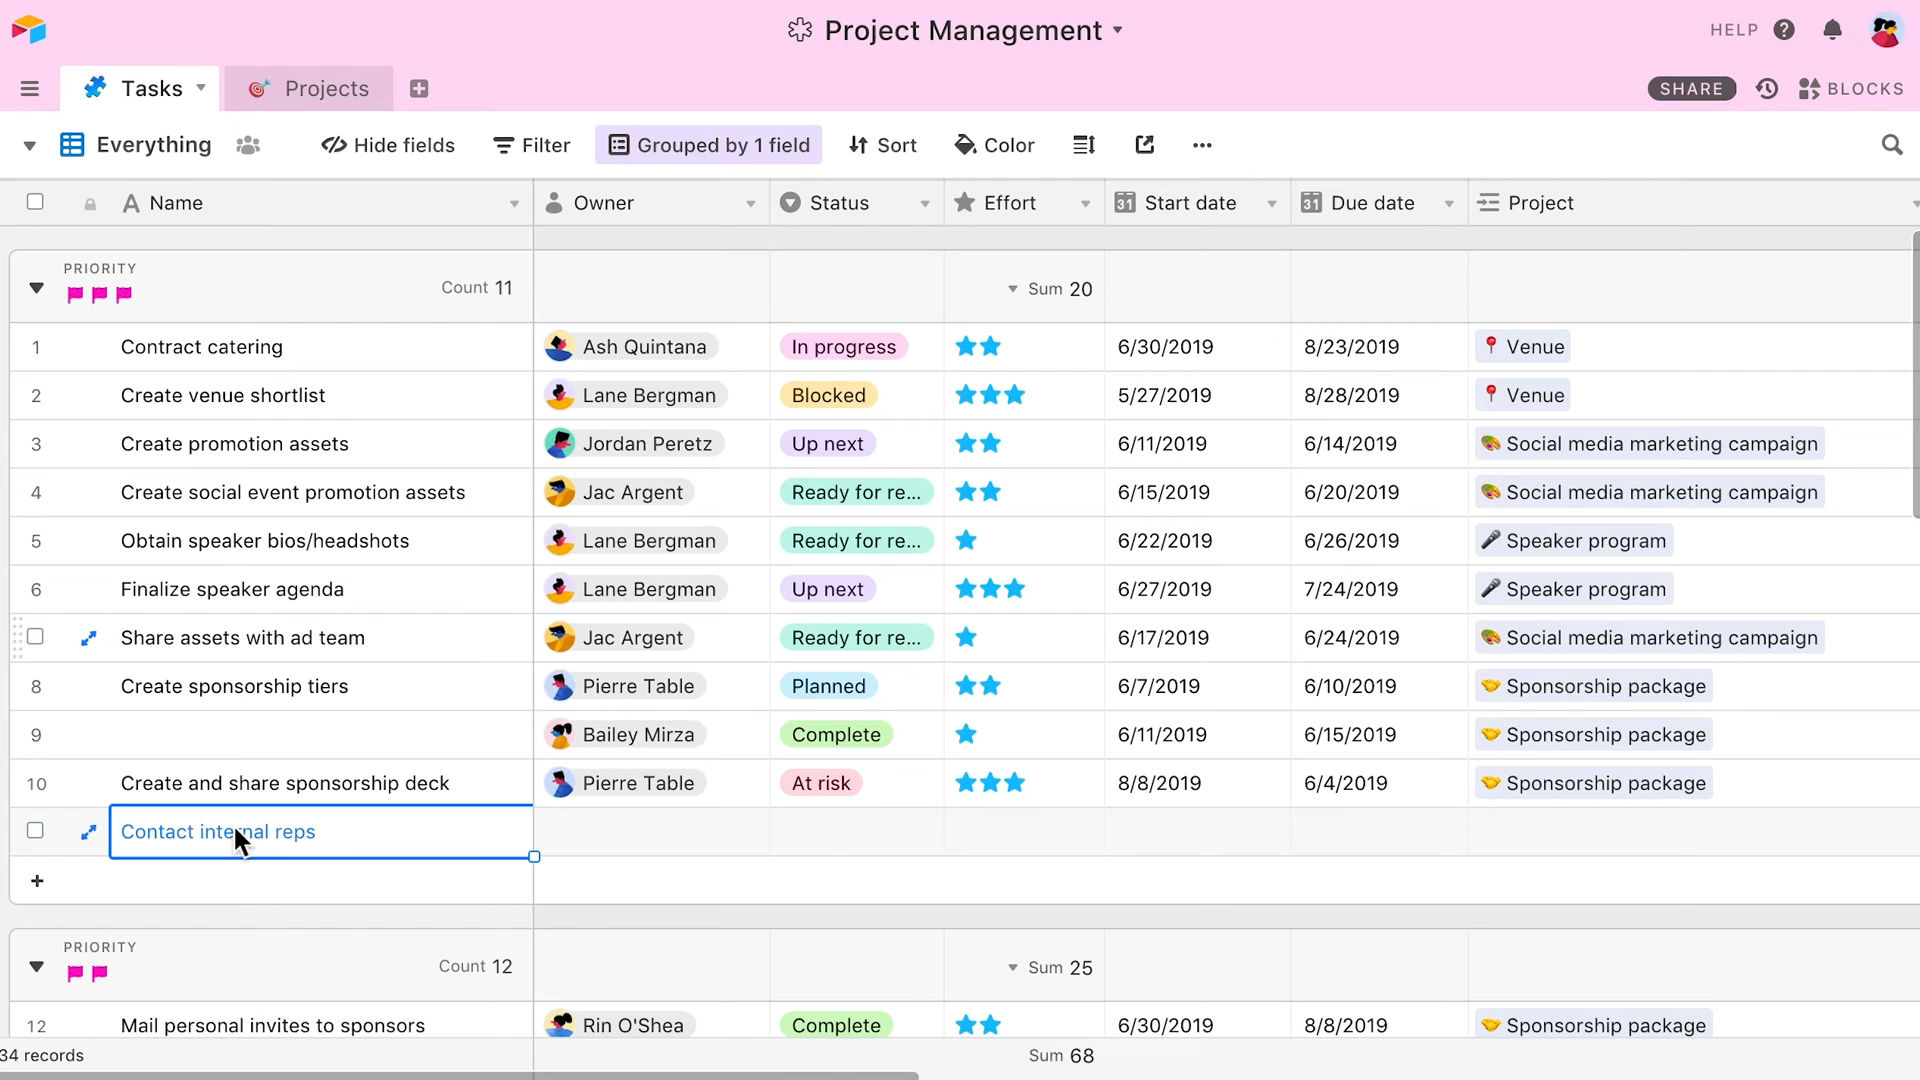 Project Management
HELP
Tasks
Projects
SHARE
BLOCKS
Everything
Hide fields
Filter
Grouped by 1 field
Sort
Color
Name
Owner
Status
Effort
31 Start date
31 Due date
Project
PRIORITY
Count 11
Sum 20
1 Contract catering Ash Quintana In progress 6/30/2019 8/23/2019 Venue
2 Create venue shortlist Lane Bergman Blocked 5/27/2019 8/28/2019 Venue
3 Create promotion assets Jordan Peretz Up next 6/11/2019 6/14/2019 Social media marketing campaign
4 Create social event promotion assets Jac Argent Ready for re... 6/15/2019 6/20/2019 Social media marketing campaign
5 Obtain speaker bios/headshots Lane Bergman Ready for re... 6/22/2019 6/26/2019 Speaker program
6 Finalize speaker agenda Lane Bergman Up next 6/27/2019 7/24/2019 Speaker program
Share assets with ad team Jac Argent Ready for re... 6/17/2019 6/24/2019 Social media marketing campaign
8 Create sponsorship tiers Pierre Table Planned 6/7/2019 6/10/2019 Sponsorship package
9 Bailey Mirza Complete 6/11/2019 6/15/2019 Sponsorship package
10 Create and share sponsorship deck Pierre Table At risk 8/8/2019 6/4/2019 Sponsorship package
Contact internal reps
PRIORITY
Count 12
Sum 25
12 Mail personal invites to sponsors Rin O'Shea Complete 6/30/2019 8/8/2019 Sponsorship package
34 records
Sum 68